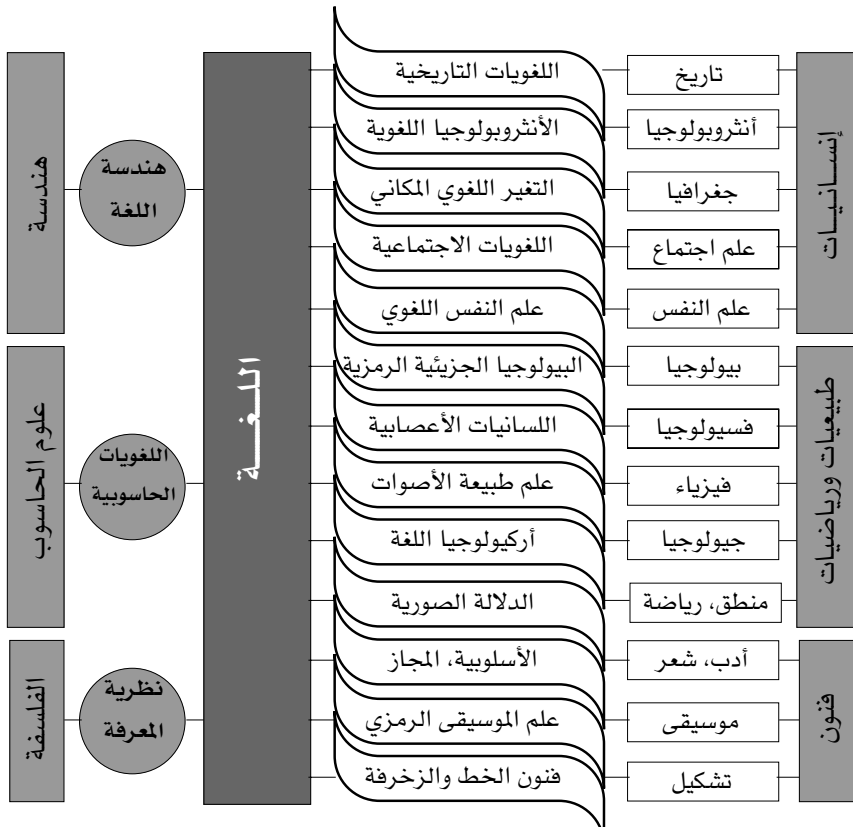 إنسـانيـات
تاريخ
أنثروبولوجيا
جغرافيا
علم اجتماع
علم النفس
طبيعيات ورياضيات
بيولوجيا
فسيولوجيا
فيزياء
جيولوجيا
منطق، رياضة
فنون
أدب، شعر
موسيقى
تشكيل
اللغويات التاريخية
الأنثروبولوجيا اللغوية
التغير اللغوي المكاني
اللغويات الاجتماعية
علم النفس اللغوي
البيولوجيا الجزيئية الرمزية
اللسانيات الأعصابية
علم طبيعة الأصوات
أركيولوجيا اللغة
الدلالة الصورية
الأسلوبية، المجاز
علم الموسيقى الرمزي
فنون الخط والزخرفة
اللـغـــة
هندسة
اللغة
اللغويات
الحاسوبية
نظرية
المعرفة
هندسة
علوم الحاسوب
الفلسفة